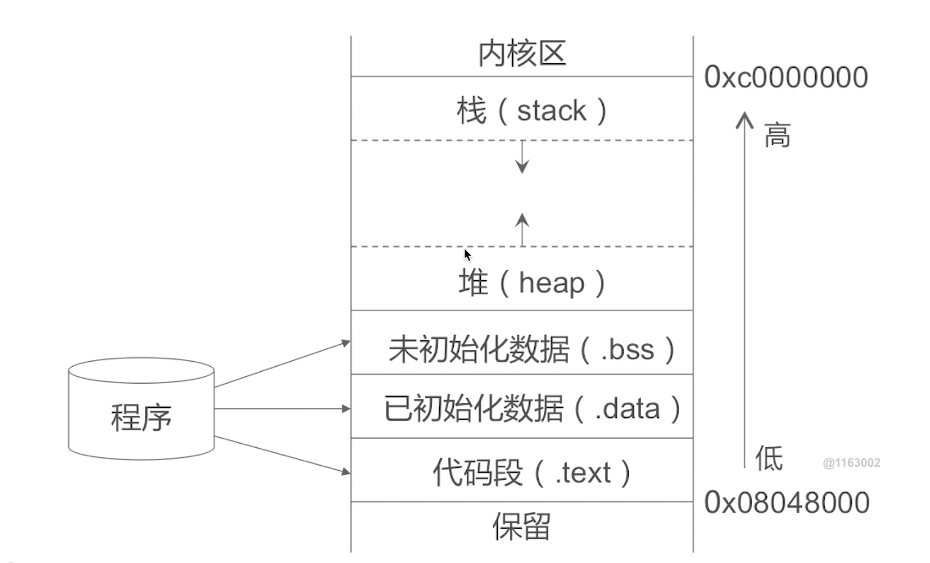 内核区
0xc0000000
栈（stack）
高
堆（heap）
未初始化数据（.bss）
程序
已初始化数据（.data）
代码段（.text）
低
@1163002
0x08048000
保留